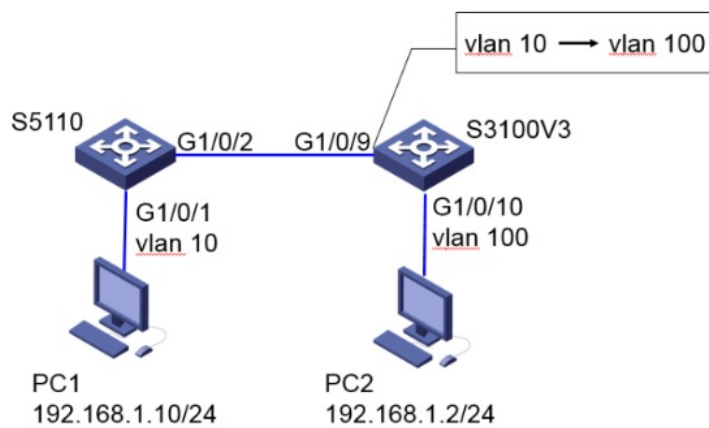 vlan 10 → vlan 100
S5110
G1/0/2
G1/0/9
S3100V3
G1/0/1
vlan 10
G1/0/10
vlan 100
PC1
192.168.1.10/24
PC2
192.168.1.2/24